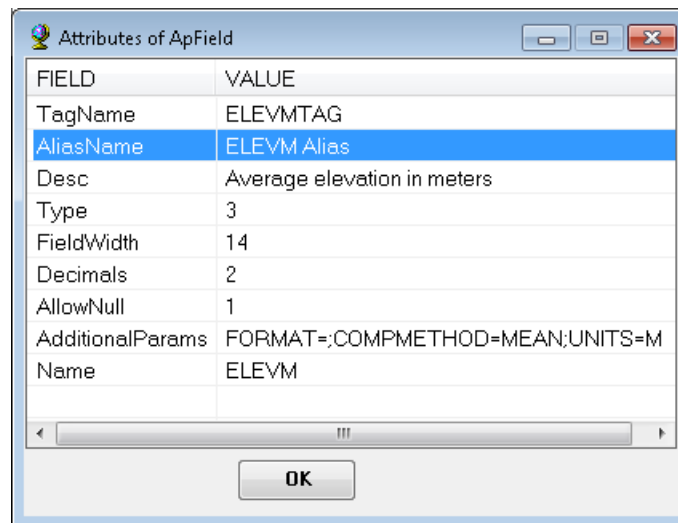 Attributes of ApField
FIELD VALUE
TagName ELEVMTAG
AliasName ELEVM Alias
Desc Average elevation in meters
Type 3
FieldWidth 14
Decimals 2
AllowNull 1
AdditionalParams FORMAT=;COMPMETHOD=MEAN;UNITS=M
Name ELEVM
OK